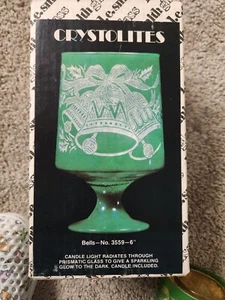 CRYSTOLITES
Bells—No. 3559—6"
CANDLE LIGHT RADIATES THROUGH
PRISMATIC GLASS TO GIVE A SPARKLING
GLOW TO THE DARK. CANDLE INCLUDED.